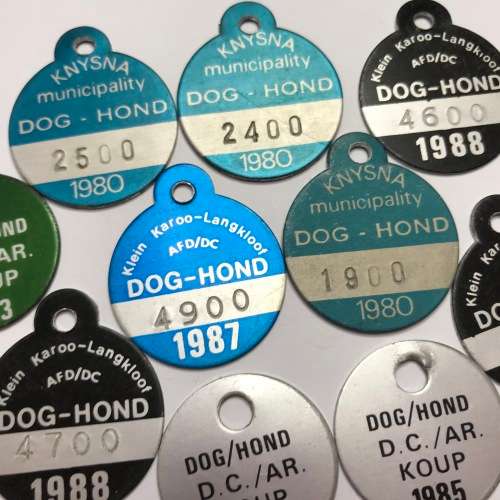 KNYSNA
municipality
DOG - HOND
2500
1980
KNYSNA
municipality
DOG - HOND
2400
1980
Klein Karoo-Langkloof
AFD/DC
DOG-HOND
4600
1988
HOND
./AR.
OUP
3
Klein Karoo-Langkloof
AFD/DC
DOG-HOND
4900
1987
KNYSNA
municipality
DOG - HOND
1900
1980
Klein Karoo-Langkloof
AFD/DC
DOG-HOND
4700
1988
DOG/HOND
D.C./AR.
KOUP
DOG/HOND
D.C./AR.
KOUP
1985